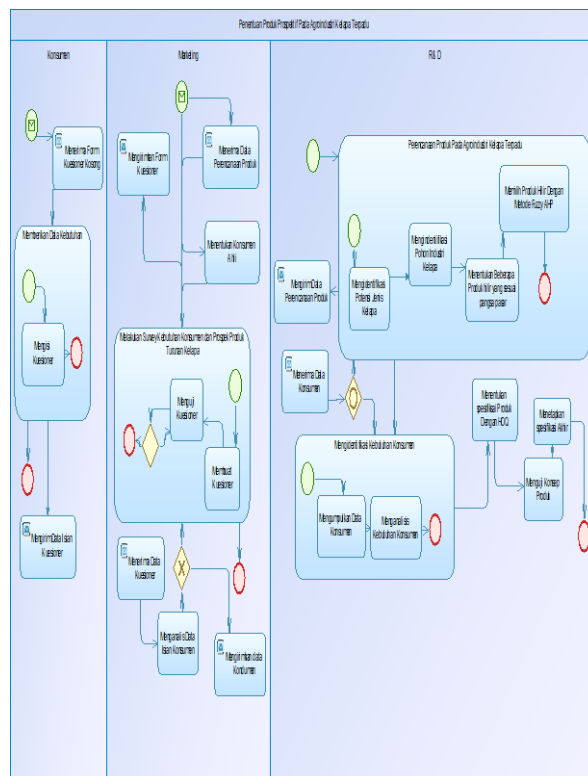 Penentuan Produk Prospektif Pada Agroindustri Kelapa Terpadu
Konsumen
Menerima Form
Kuesioner Kosong
Memberikan Data Kebutuhan
Mengisi
Kuesioner
Mengirim Data Isian
Kuesioner
Marketing
Mengirimkan Form
Kuesioner
Menerima Data
Perencanaan Produk
Menentukan Konsumen
Ahli
Melakukan Survey Kebutuhan Konsumen dan Prospek Produk
Turunan Kelapa
Menguji
Kuesioner
Membuat
Kuesioner
Menerima Data
Kuesioner
Menganalisis Data
Isian Konsumen
Mengirimkan data
R & D
Perencanaan Produk Pada Agroindustri Kelapa Terpadu
Memilih Produk Hilir Dengan
Metode Fuzzy AHP
Mengidentifikasi
Pohon Industri
Kelapa
Mengidentifikasi
Potensi Jenis
Kelapa
Menentukan Beberapa
Produk hilir yang sesuai
pangsa pasar
Mengirim Data
Perencanaan Produk
Menerima Data
Konsumen
Mengidentifikasi Kebutuhan Konsumen
Mengumpulkan Data
Konsumen
Menganalisis
Kebutuhan Konsumen
Menentukan
spesifikasi Produk
Dengan HOQ
Menetapkan
spesifikasi Akhir
Menguji Konsep
Produk